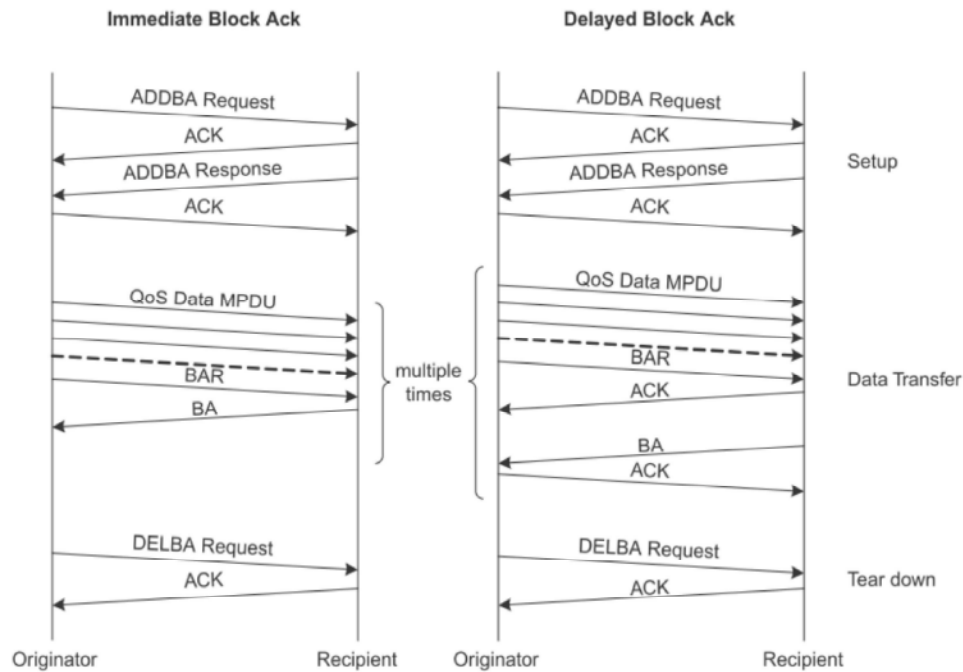 Immediate Block Ack
Delayed Block Ack
ADDBA Request
ACK
ADDBA Response
ACK
QoS Data MPDU
BAR
BA
DELBA Request
ACK
Originator
Recipient
multiple
times
ADDBA Request
ACK
ADDBA Response
ACK
QoS Data MPDU
BAR
ACK
BA
ACK
DELBA Request
ACK
Originator
Recipient
Setup
Data Transfer
Tear down